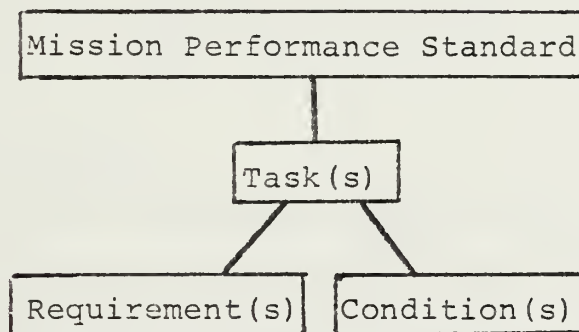 Mission Performance Standard
Task(s)
Requirement(s) Condition(s)